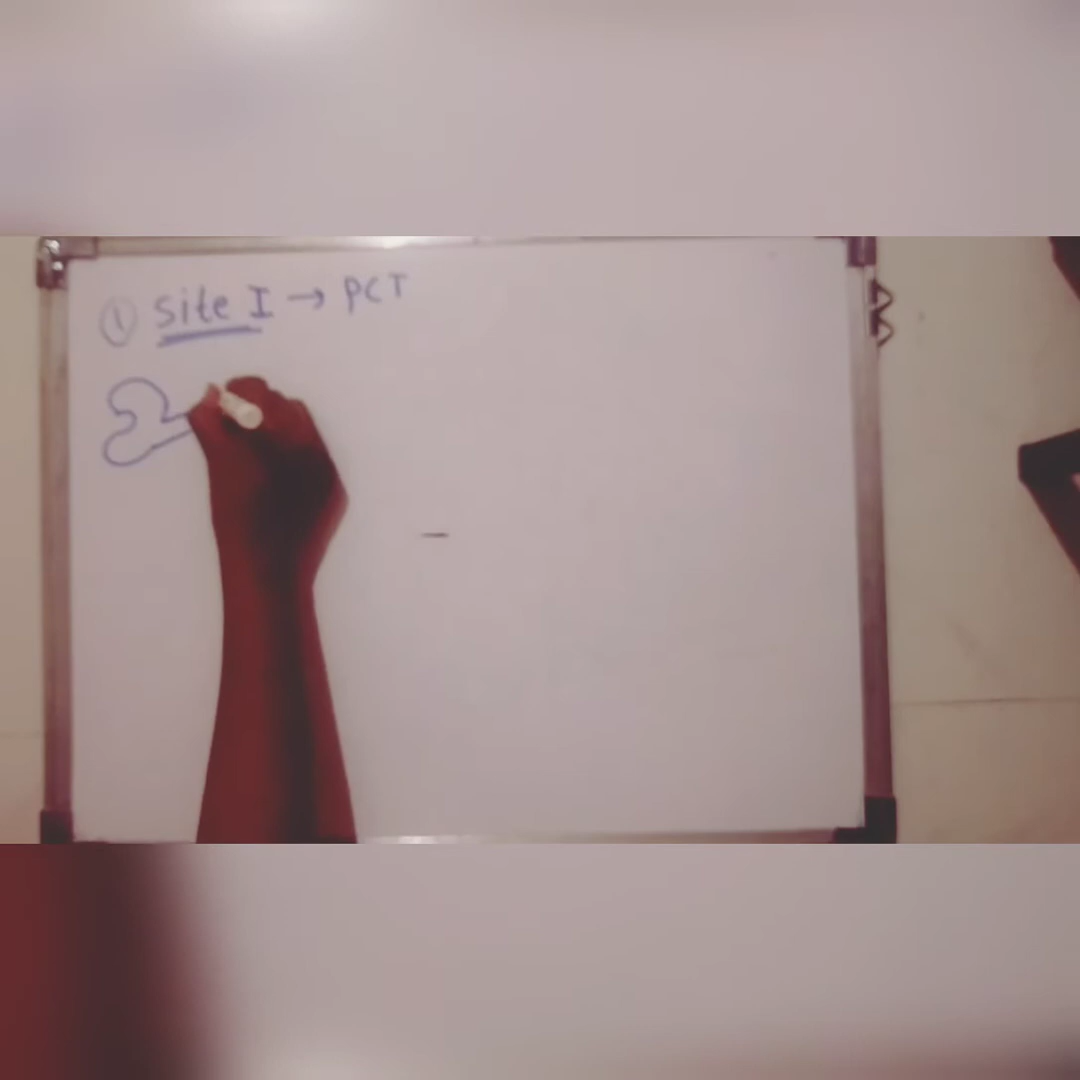 ① Site I → PCT